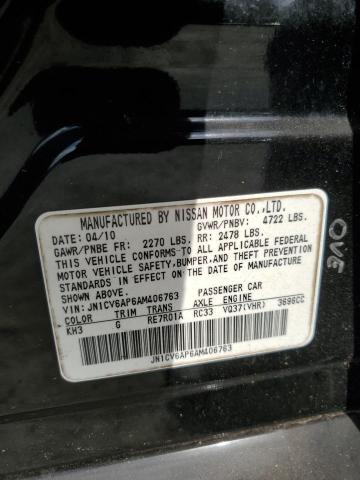 MANUFACTURED BY NISSAN MOTOR CO.,LTD.
DATE: 04/10 GVWR/PNBV: 4722 LBS.
GAWR/PNBE FR: 2270 LBS. RR: 2478 LBS.
THIS VEHICLE CONFORMS TO ALL APPLICABLE FEDERAL
MOTOR VEHICLE SAFETY, BUMPER, AND THEFT PREVENTION
STANDARDS IN EFFECT ON THE DATE OF MANUFACTURE
SHOWN ABOVE.
VIN: JN1CV6AP6AM406763 PASSENGER CAR
COLOR TRIM TRANS AXLE ENGINE
KH3 G RE7R01A RC33 VQ37(VHR) 3696CC
JN1CV6AP6AM406763
OVE